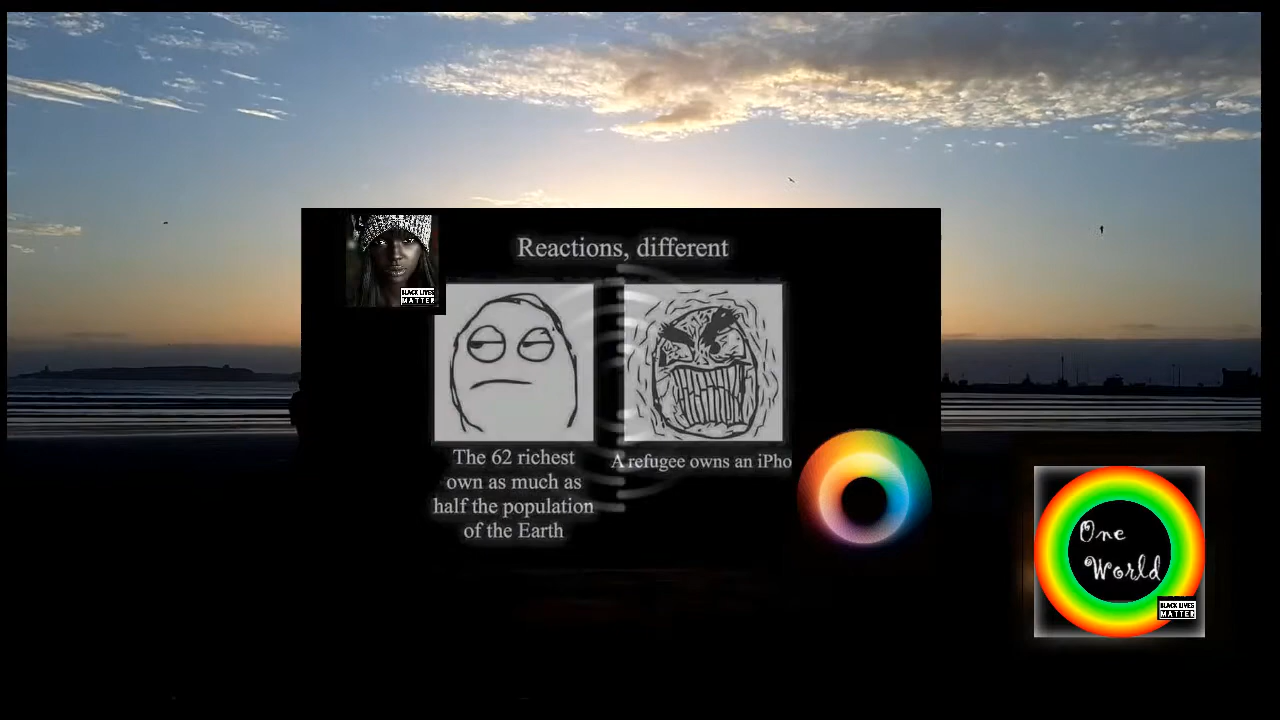 Reactions, different
BLACK LIVES
MATTER
The 62 richest
own as much as
half the population
of the Earth
A refugee owns an iPho
One
World
BLACK LIVES
MATTER